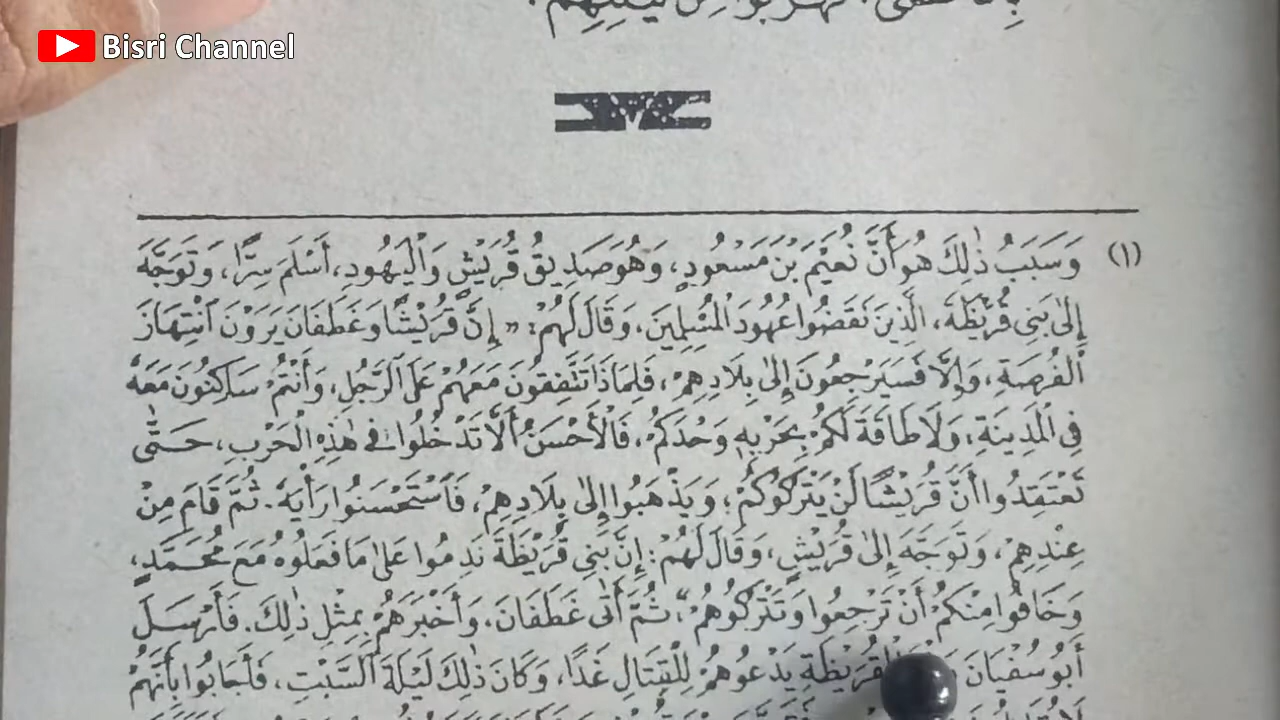 Bisri Channel
(١) وَسَبَبُ ذٰلِكَ هُوَ أَنَّ نُعَيْمَ بْنَ مَسْعُودٍ، وَهُوَ صَدِيقُ قُرَيْشٍ وَالْيَهُودِ، أَسْلَمَ سِرًّا، وَتَوَجَّهَ
إِلَىٰ بَنِي قُرَيْظَةَ، الَّذِينَ نَقَضُوا عُهُودَ الْمُسْلِمِينَ، وَقَالَ لَهُمْ: » إِنَّ قُرَيْشًا وَغَطَفَانَ يَرَوْنَ انْتِهَازَ
الْفُرْصَةِ، وَإِلَّا فَسَيَرْجِعُونَ إِلَىٰ بِلَادِهِمْ، فَلِمَاذَا تَتَّفِقُونَ مَعَهُمْ عَلَى الرَّجُلِ، وَأَنْتُمْ سَاكِنُونَ مَعَهُ
فِي الْمَدِينَةِ، وَلَا طَاقَةَ لَكُمْ بِحَرْبِهِ وَحْدَكُمْ، فَالْأَحْسَنُ أَلَّا تَدْخُلُوا فِي هٰذِهِ الْحَرْبِ، حَتَّىٰ
تَعْتَقِدُوا أَنَّ قُرَيْشًا لَنْ يَتْرُكُوكُمْ، وَيَذْهَبُوا إِلَىٰ بِلَادِهِمْ، فَاسْتَحْسَنُوا رَأْيَهُ. ثُمَّ قَامَ مِنْ
عِنْدِهِمْ، وَتَوَجَّهَ إِلَىٰ قُرَيْشٍ، وَقَالَ لَهُمْ: إِنَّ بَنِي قُرَيْظَةَ نَدِمُوا عَلَىٰ مَا فَعَلُوهُ مَعَ مُحَمَّدٍ،
وَخَافُوا مِنْكُمْ أَنْ تَرْجِعُوا وَتَتْرُكُوهُمْ، ثُمَّ أَتَىٰ غَطَفَانَ، وَأَخْبَرَهُمْ بِمِثْلِ ذٰلِكَ. فَأَرْسَلَ
أَبُو سُفْيَانَ لِقُرَيْظَةِ يَدْعُوهُمْ لِلْقِتَالِ غَدًا، وَكَانَ ذٰلِكَ لَيْلَةَ السَّبْتِ، فَأَجَابُوا بِأَنَّهُمْ